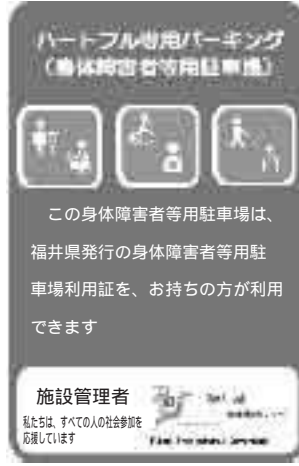 ハートフル専用パーキング
（身体障害者等用駐車場）
この身体障害者等用駐車場は、
福井県発行の身体障害者等用駐
車場利用証を、お持ちの方が利用
できます
施設管理者
私たちは、すべての人の社会参加を
応援しています